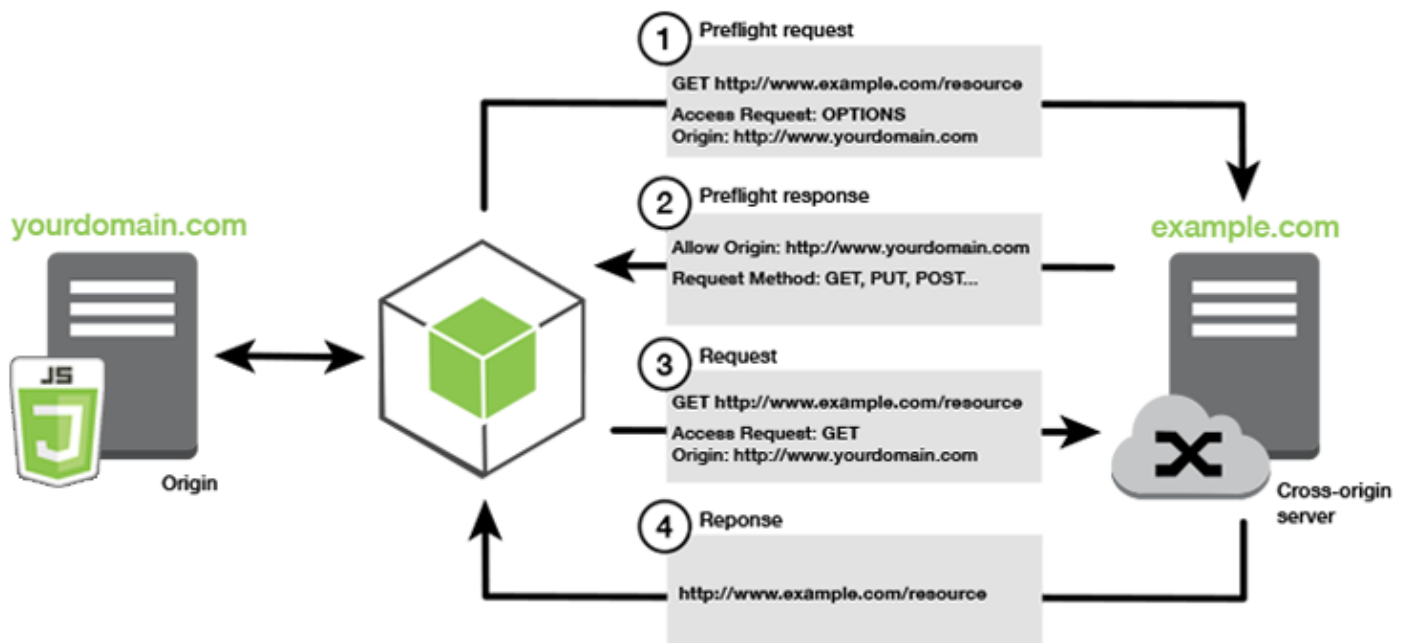 1 Preflight request
GET http://www.example.com/resource
Access Request: OPTIONS
Origin: http://www.yourdomain.com
2 Preflight response
Allow Origin: http://www.yourdomain.com
Request Method: GET, PUT, POST...
yourdomain.com
example.com
JS
Origin
3 Request
GET http://www.example.com/resource
Access Request: GET
Origin: http://www.yourdomain.com
Cross-origin
server
4 Reponse
http://www.example.com/resource